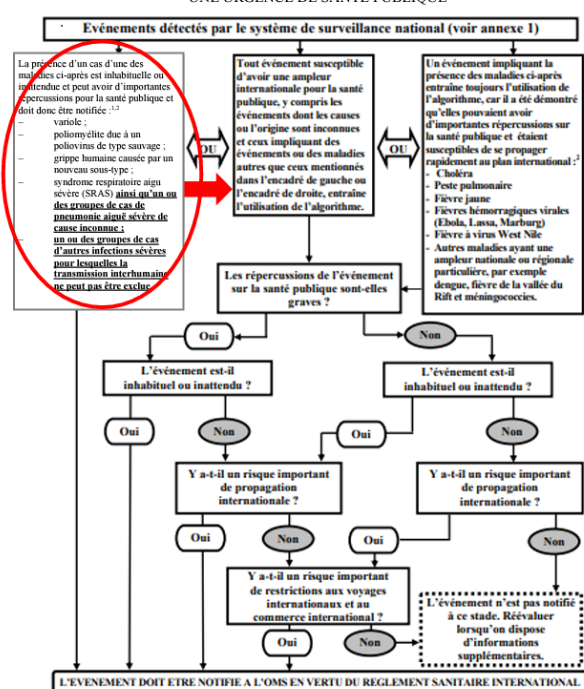 UNE URGENCE DE SANTÉ PUBLIQUE
Evénements détectés par le système de surveillance national (voir annexe 1)
La présence d'un cas d'une des
maladies ci-après est inhabituelle ou
inattendue et peut avoir d'importantes
répercussions pour la santé publique et
doit donc être notifiée :1,2
– variole ;
– poliomyélite due à un
poliovirus de type sauvage ;
– grippe humaine causée par un
nouveau sous-type ;
– syndrome respiratoire aigu
sévère (SRAS) ainsi qu'un ou
des groupes de cas de
pneumonie aiguë sévère de
cause inconnue ;
– un ou des groupes de cas
d'autres infections sévères
pour lesquelles la
transmission interhumaine
ne peut pas être exclue
OU
Tout événement susceptible
d'avoir une ampleur
internationale pour la santé
publique, y compris les
événements dont les causes
ou l'origine sont inconnues
et ceux impliquant des
événements ou des maladies
autres que ceux mentionnés
dans l'encadré de gauche ou
l'encadré de droite, entraîne
l'utilisation de l'algorithme.
OU
Un événement impliquant la
présence des maladies ci-après
entraîne toujours l'utilisation de
l'algorithme, car il a été démontré
qu'elles pouvaient avoir
d'importantes répercussions sur
la santé publique et étaient
susceptibles de se propager
rapidement au plan international :2
- Choléra
- Peste pulmonaire
- Fièvre jaune
- Fièvres hémorragiques virales
(Ebola, Lassa, Marburg)
- Fièvre à virus West Nile
- Autres maladies ayant une
ampleur nationale ou régionale
particulière, par exemple
dengue, fièvre de la vallée du
Rift et méningococcies.
Les répercussions de l'événement
sur la santé publique sont-elles
graves ?
Oui
Non
L'événement est-il
inhabituel ou inattendu ?
L'événement est-il
inhabituel ou inattendu ?
Oui
Non
Oui
Non
Y a-t-il un risque important
de propagation
internationale ?
Y a-t-il un risque important
de propagation
internationale ?
Oui
Non
Oui
Non
Y a-t-il un risque important
de restrictions aux voyages
internationaux et au
commerce international ?
L'événement n'est pas notifié
à ce stade. Réévaluer
lorsqu'on dispose
d'informations
supplémentaires.
Oui
Non
L'EVENEMENT DOIT ETRE NOTIFIE A L'OMS EN VERTU DU REGLEMENT SANITAIRE INTERNATIONAL